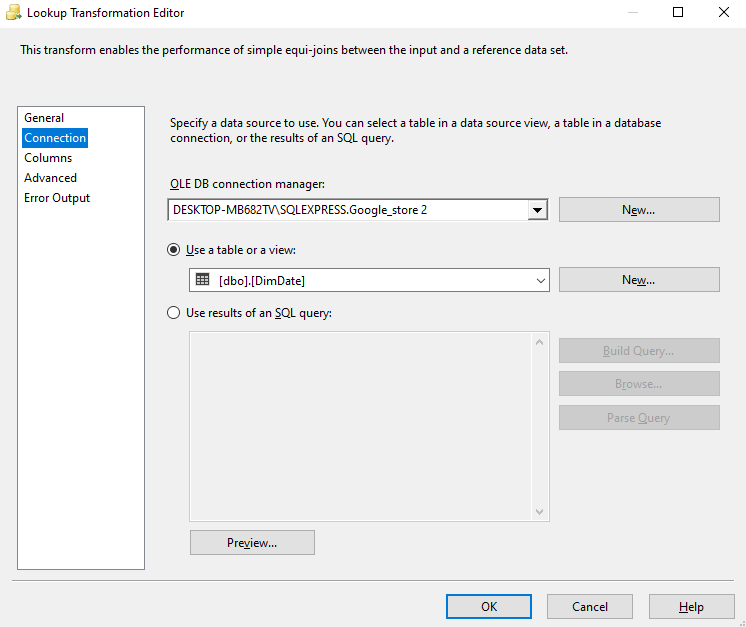 Lookup Transformation Editor
This transform enables the performance of simple equi-joins between the input and a reference data set.
General
Connection
Columns
Advanced
Error Output
Specify a data source to use. You can select a table in a data source view, a table in a database
connection, or the results of an SQL query.
OLE DB connection manager:
DESKTOP-MB682TV\SQLEXPRESS.Google_store 2
New...
Use a table or a view:
[dbo].[DimDate]
New...
Use results of an SQL query:
Build Query...
Browse...
Parse Query
Preview...
OK
Cancel
Help